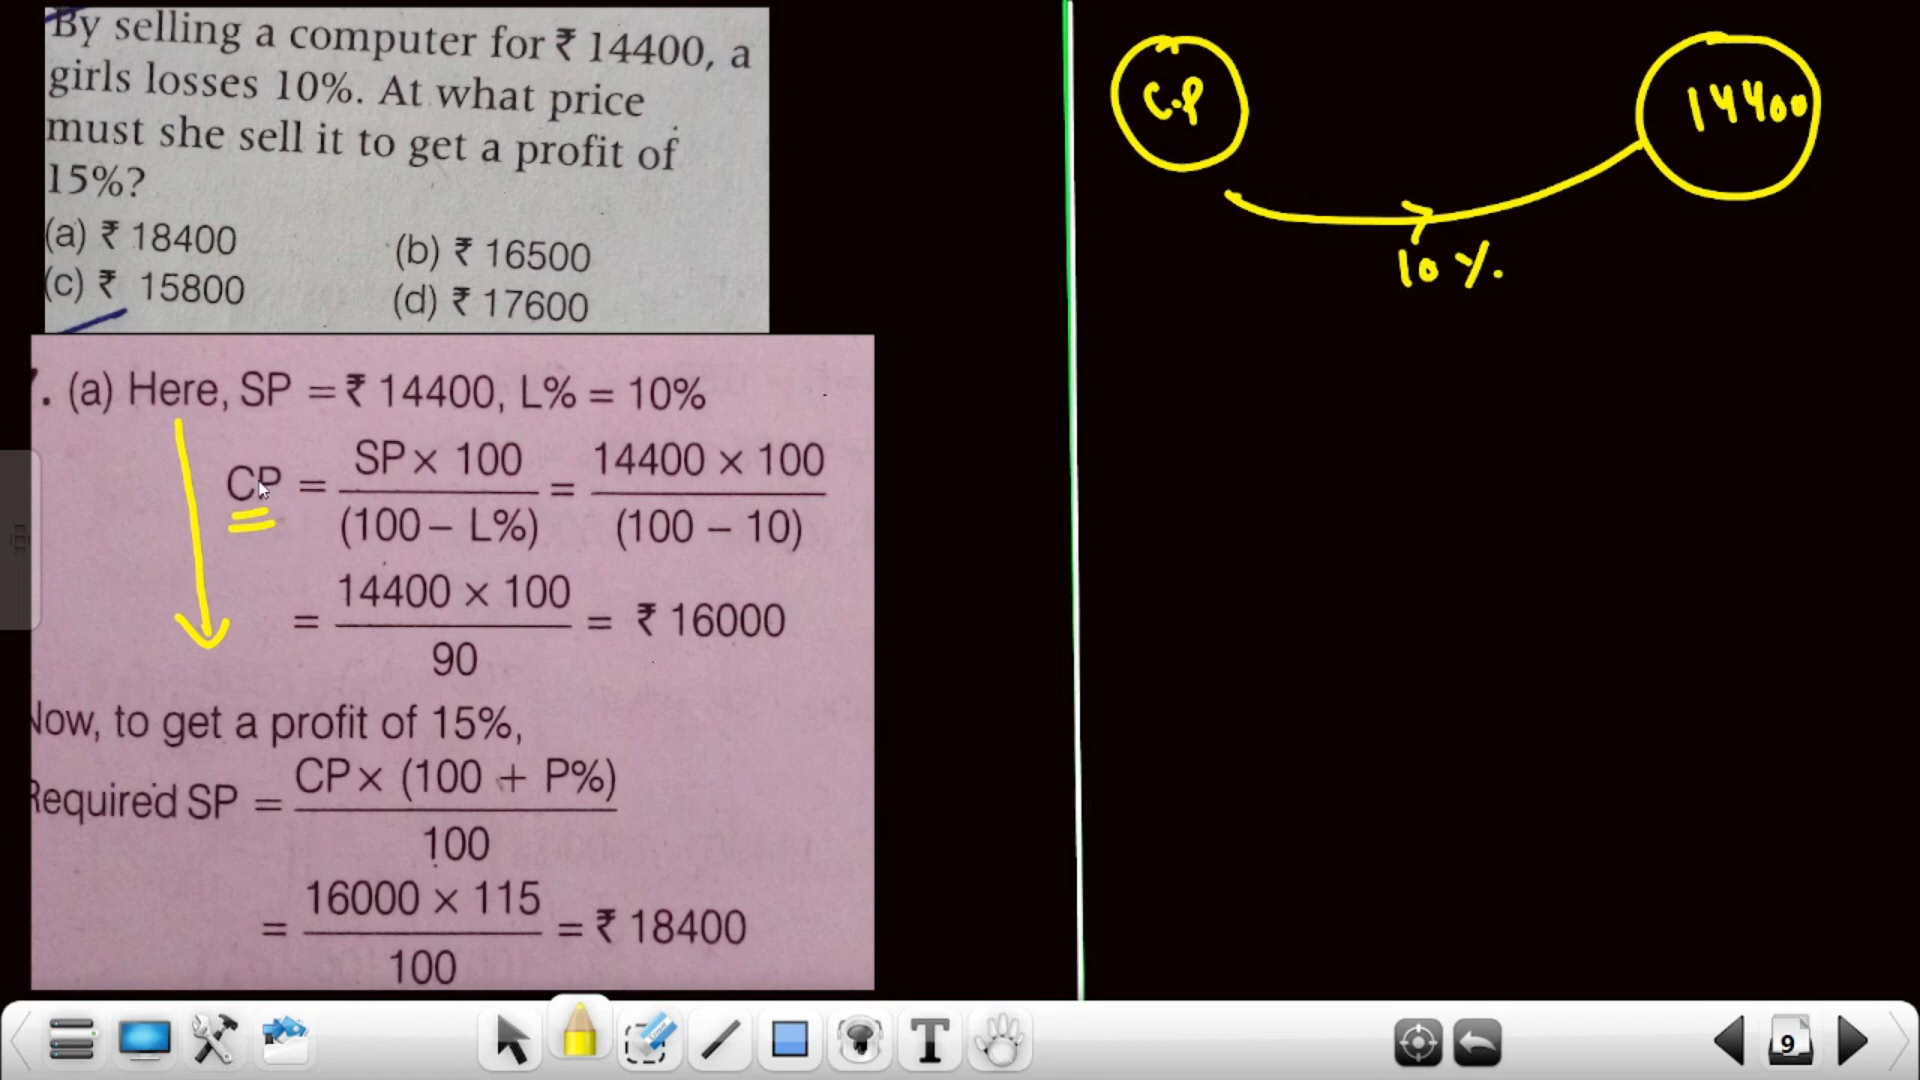 By selling a computer for ₹ 14400, a
girls losses 10%. At what price
must she sell it to get a profit of
15%?
(a) ₹ 18400 (b) ₹ 16500
(c) ₹ 15800 (d) ₹ 17600
. (a) Here, SP = ₹ 14400, L% = 10%
CP = SP × 100 / (100 – L%) = 14400 × 100 / (100 – 10)
= 14400 × 100 / 90 = ₹ 16000
Now, to get a profit of 15%,
Required SP = CP × (100 + P%) / 100
= 16000 × 115 / 100 = ₹ 18400
C.P
14400
10 %.
T
9